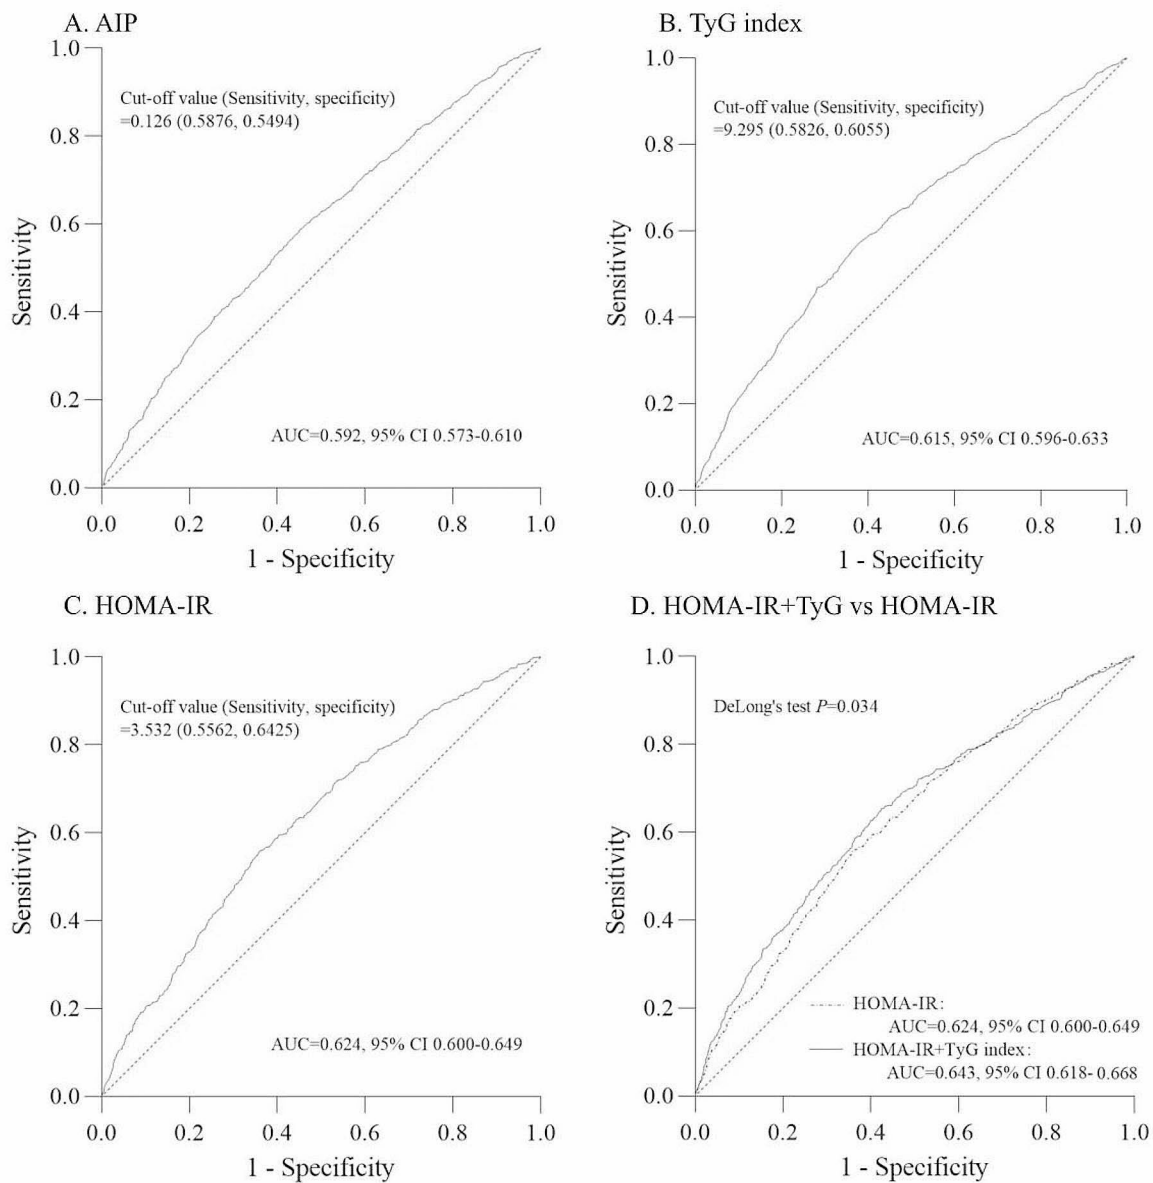 A. AIP
1.0
0.8
0.6
0.4
0.2
0.0
Sensitivity
Cut-off value (Sensitivity, specificity)
=0.126 (0.5876, 0.5494)
AUC=0.592, 95% CI 0.573-0.610
0.0 0.2 0.4 0.6 0.8 1.0
1 - Specificity
B. TyG index
1.0
0.8
0.6
0.4
0.2
0.0
Sensitivity
Cut-off value (Sensitivity, specificity)
=9.295 (0.5826, 0.6055)
AUC=0.615, 95% CI 0.596-0.633
0.0 0.2 0.4 0.6 0.8 1.0
1 - Specificity
C. HOMA-IR
1.0
0.8
0.6
0.4
0.2
0.0
Sensitivity
Cut-off value (Sensitivity, specificity)
=3.532 (0.5562, 0.6425)
AUC=0.624, 95% CI 0.600-0.649
0.0 0.2 0.4 0.6 0.8 1.0
1 - Specificity
D. HOMA-IR+TyG vs HOMA-IR
1.0
0.8
0.6
0.4
0.2
0.0
Sensitivity
DeLong's test P=0.034
HOMA-IR:
AUC=0.624, 95% CI 0.600-0.649
HOMA-IR+TyG index:
AUC=0.643, 95% CI 0.618- 0.668
0.0 0.2 0.4 0.6 0.8 1.0
1 - Specificity